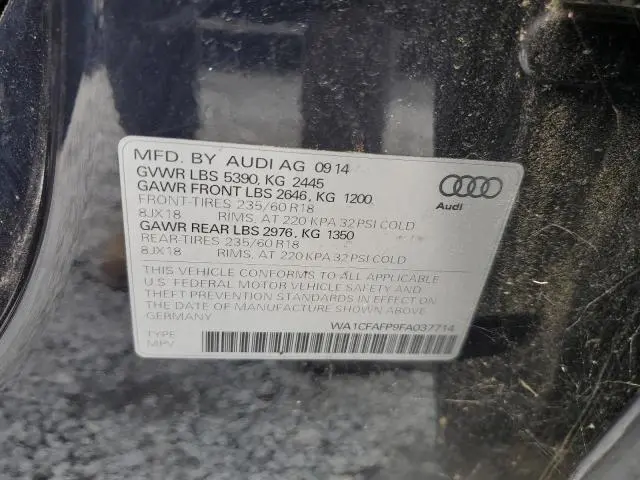 MFD. BY AUDI AG 09 14
GVWR LBS 5390, KG 2445
GAWR FRONT LBS 2646, KG 1200
FRONT-TIRES 235/60 R18
8JX18 RIMS, AT 220 KPA 32 PSI COLD
GAWR REAR LBS 2976, KG 1350
REAR-TIRES 235/60 R18
8JX18 RIMS, AT 220 KPA 32 PSI COLD
Audi
THIS VEHICLE CONFORMS TO ALL APPLICABLE
U.S. FEDERAL MOTOR VEHICLE SAFETY AND
THEFT PREVENTION STANDARDS IN EFFECT ON
THE DATE OF MANUFACTURE SHOWN ABOVE
GERMANY
WA1CFAFP9FA037714
TYPE
MPV